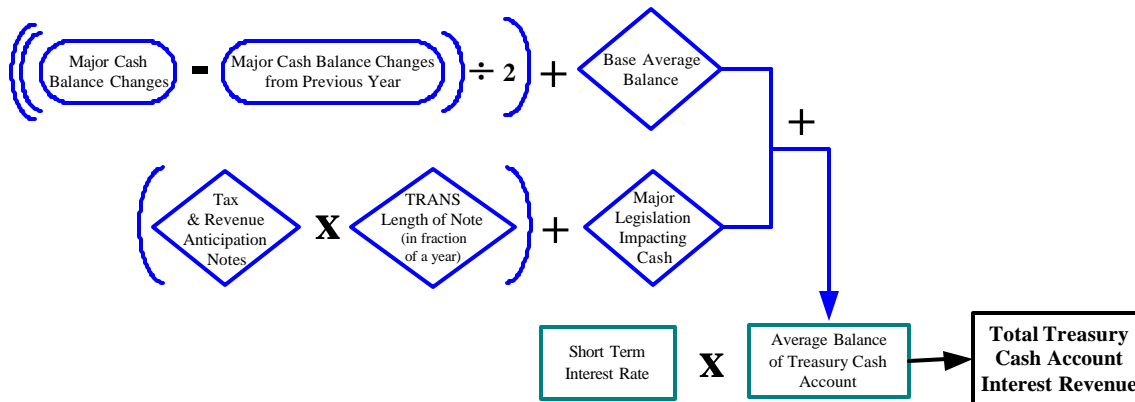 Major Cash
Balance Changes
-
Major Cash Balance Changes
from Previous Year
÷ 2
+
Base Average
Balance
+
Tax
& Revenue
Anticipation
Notes
x
TRANS
Length of Note
(in fraction
of a year)
+
Major
Legislation
Impacting
Cash
Short Term
Interest Rate
x
Average Balance
of Treasury Cash
Account
Total Treasury
Cash Account
Interest Revenue